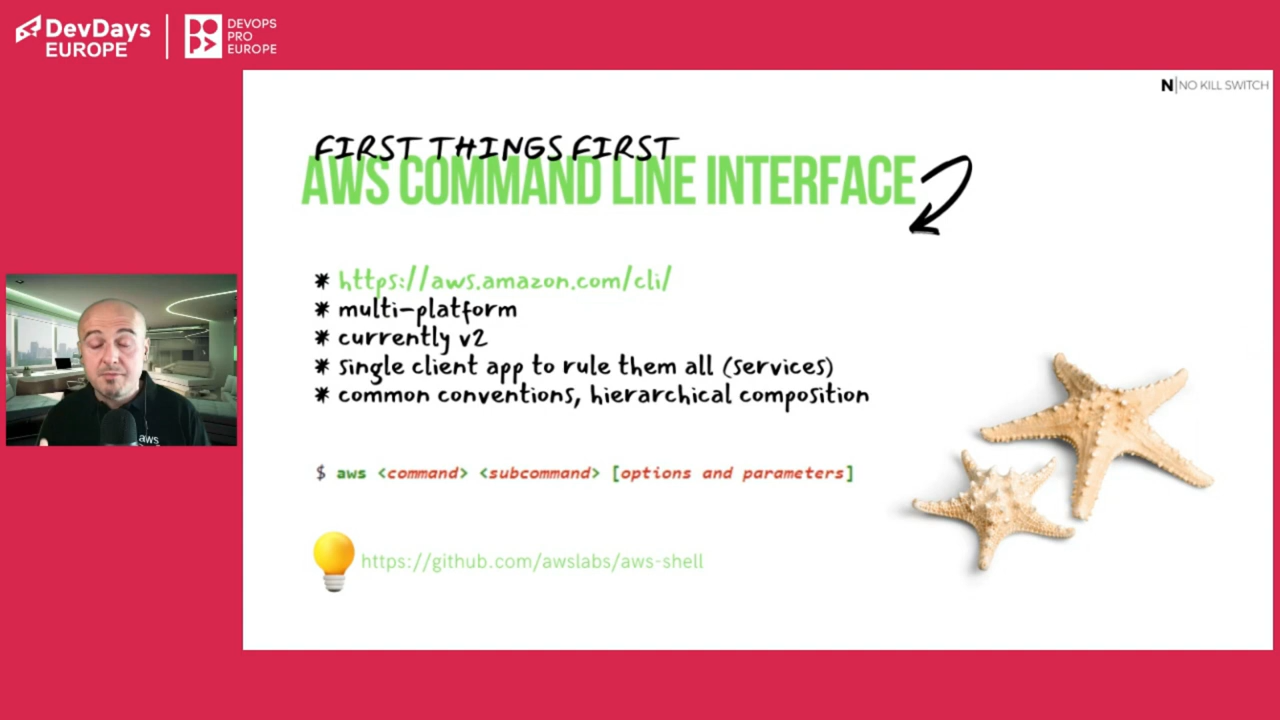 DevDays
EUROPE
DEVOPS
PRO
EUROPE
N|NO KILL SWITCH
FIRST THINGS FIRST
AWS COMMAND LINE INTERFACE
* https://aws.amazon.com/cli/
* multi-platform
* currently v2
* single client app to rule them all (services)
* common conventions, hierarchical composition
$ aws <command> <subcommand> [options and parameters]
https://github.com/awslabs/aws-shell
aws